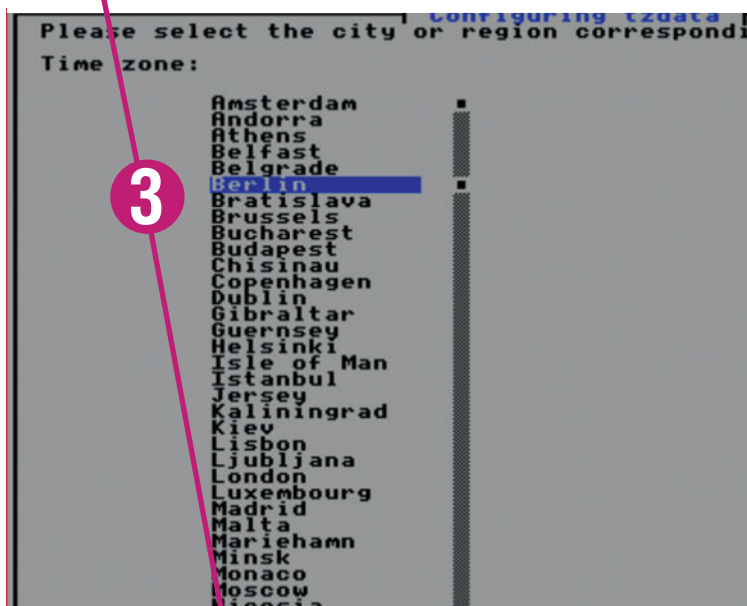 Configuring tzdata
Please select the city or region correspondi
Time zone:
Amsterdam
Andorra
Athens
Belfast
Belgrade
Berlin
Bratislava
Brussels
Bucharest
Budapest
Chisinau
Copenhagen
Dublin
Gibraltar
Guernsey
Helsinki
Isle of Man
Istanbul
Jersey
Kaliningrad
Kiev
Lisbon
Ljubljana
London
Luxembourg
Madrid
Malta
Mariehamn
Minsk
Monaco
Moscow
Nicosia
3